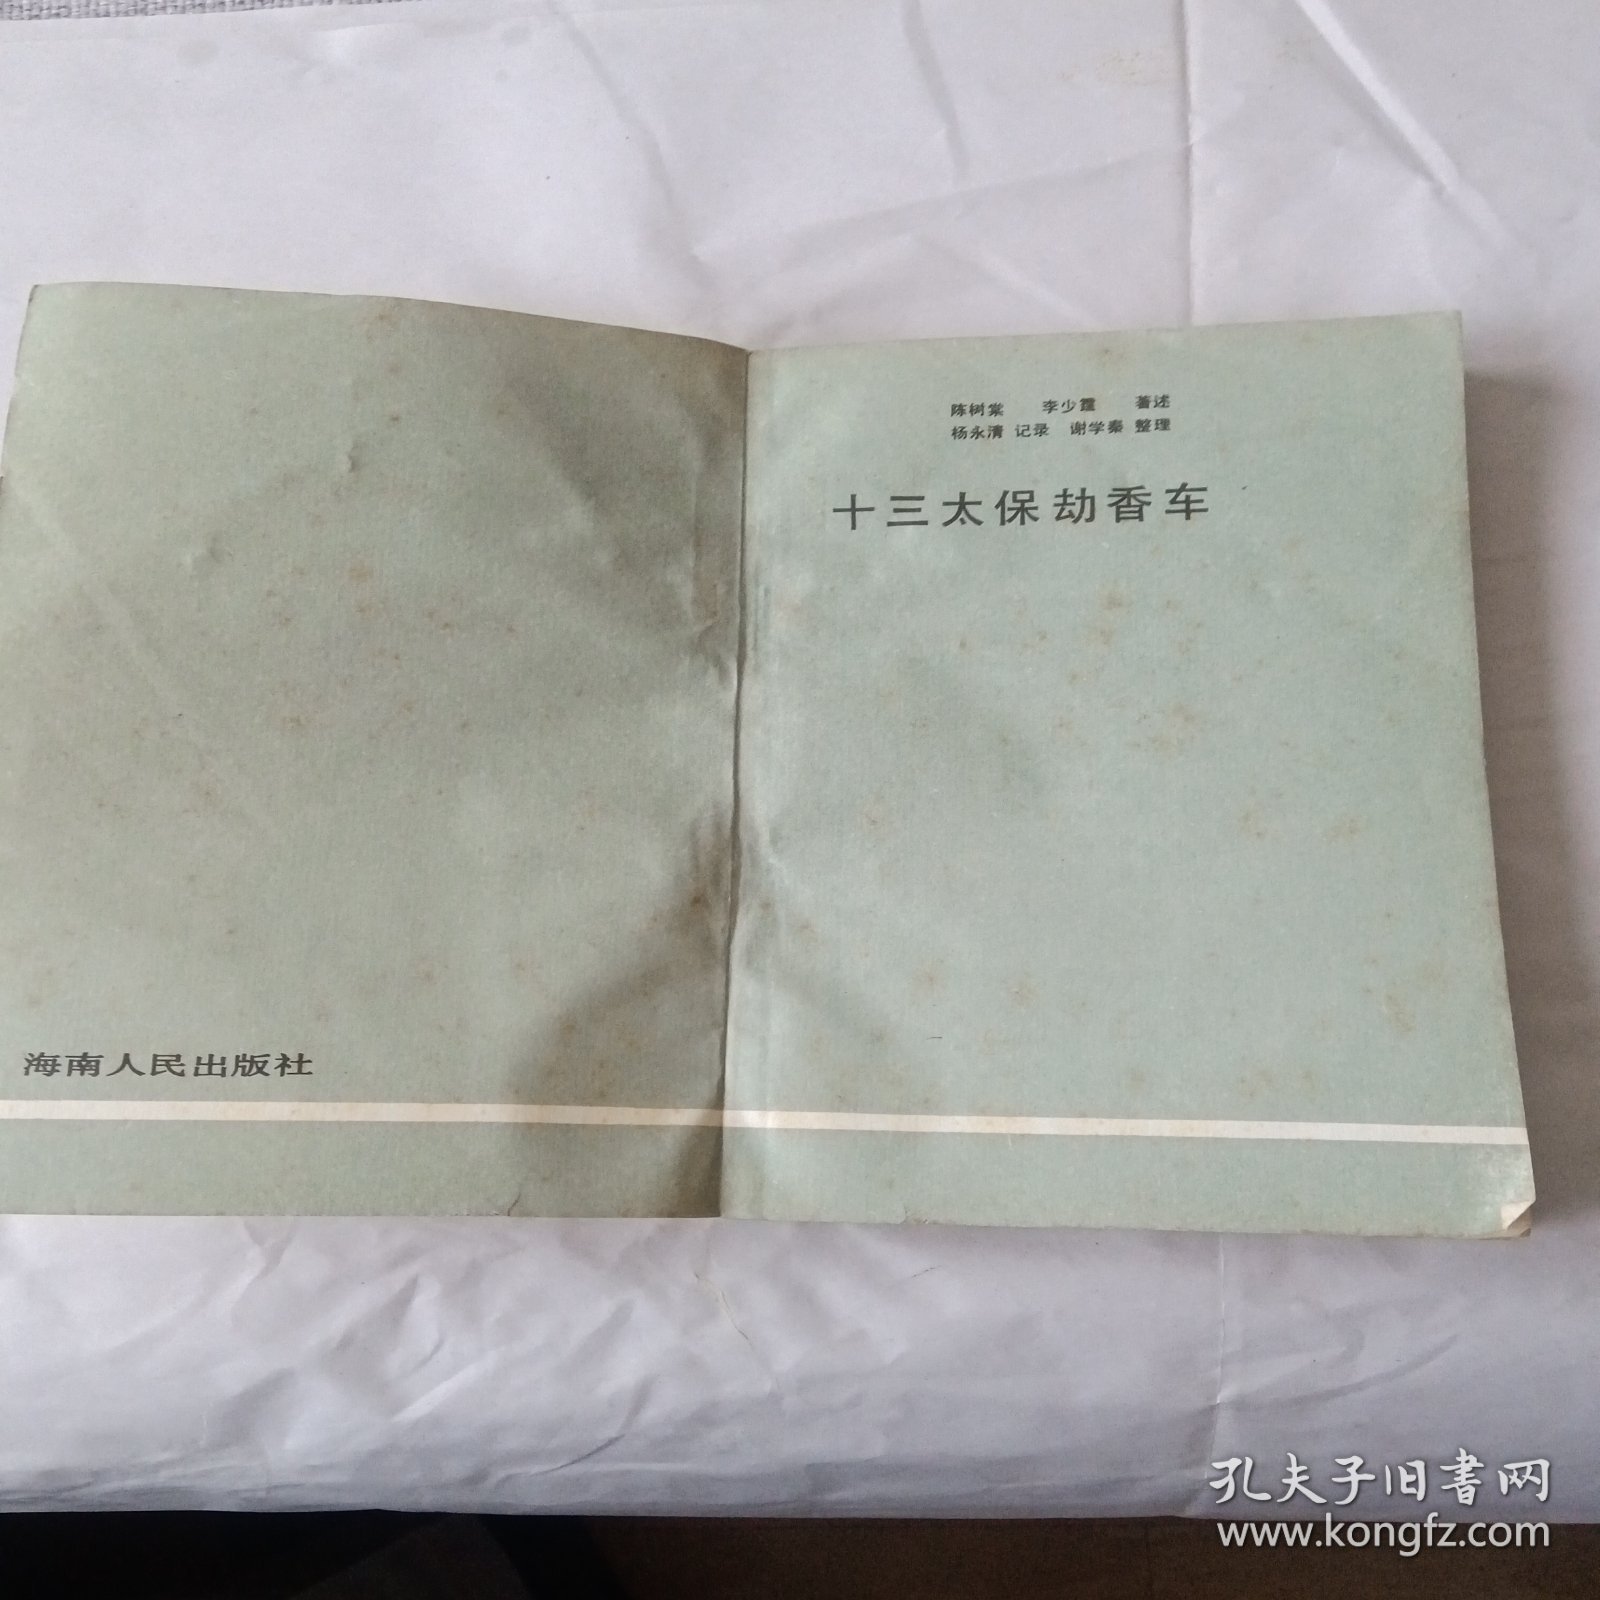 陈树棠 李少霆 著述
杨永清 记录 谢学秦 整理
十三太保劫香车
海南人民出版社
孔夫子旧书网
www.kongfz.com